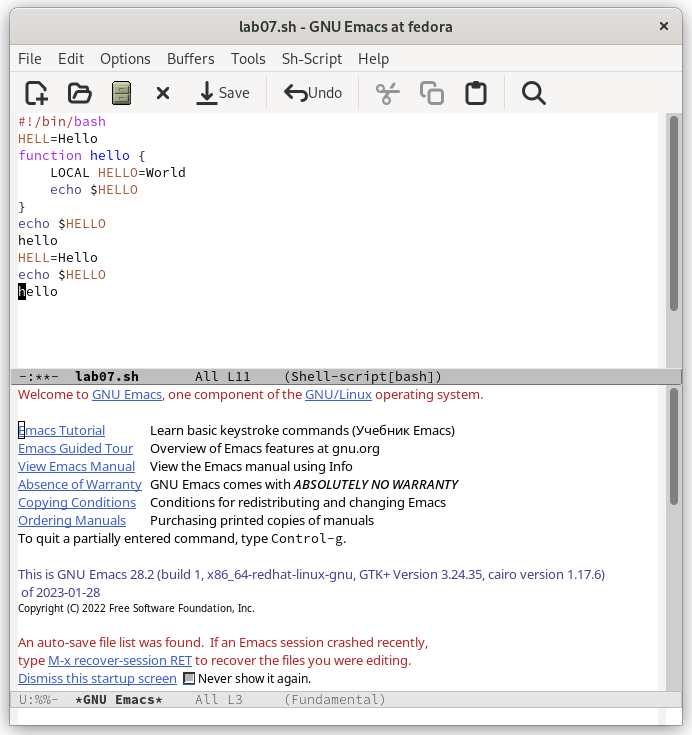 lab07.sh - GNU Emacs at fedora
File Edit Options Buffers Tools Sh-Script Help
Save Undo
#!/bin/bash
HELL=Hello
function hello {
    LOCAL HELLO=World
    echo $HELLO
}
echo $HELLO
hello
HELL=Hello
echo $HELLO
hello
-:**-  lab07.sh       All L11    (Shell-script[bash])
Welcome to GNU Emacs, one component of the GNU/Linux operating system.
Emacs Tutorial Learn basic keystroke commands (Учебник Emacs)
Emacs Guided Tour Overview of Emacs features at gnu.org
View Emacs Manual View the Emacs manual using Info
Absence of Warranty GNU Emacs comes with ABSOLUTELY NO WARRANTY
Copying Conditions Conditions for redistributing and changing Emacs
Ordering Manuals Purchasing printed copies of manuals
To quit a partially entered command, type Control-g.
This is GNU Emacs 28.2 (build 1, x86_64-redhat-linux-gnu, GTK+ Version 3.24.35, cairo version 1.17.6)
of 2023-01-28
Copyright (C) 2022 Free Software Foundation, Inc.
An auto-save file list was found.  If an Emacs session crashed recently,
type M-x recover-session RET to recover the files you were editing.
Dismiss this startup screen Never show it again.
U:%%-  *GNU Emacs*    All L3     (Fundamental)